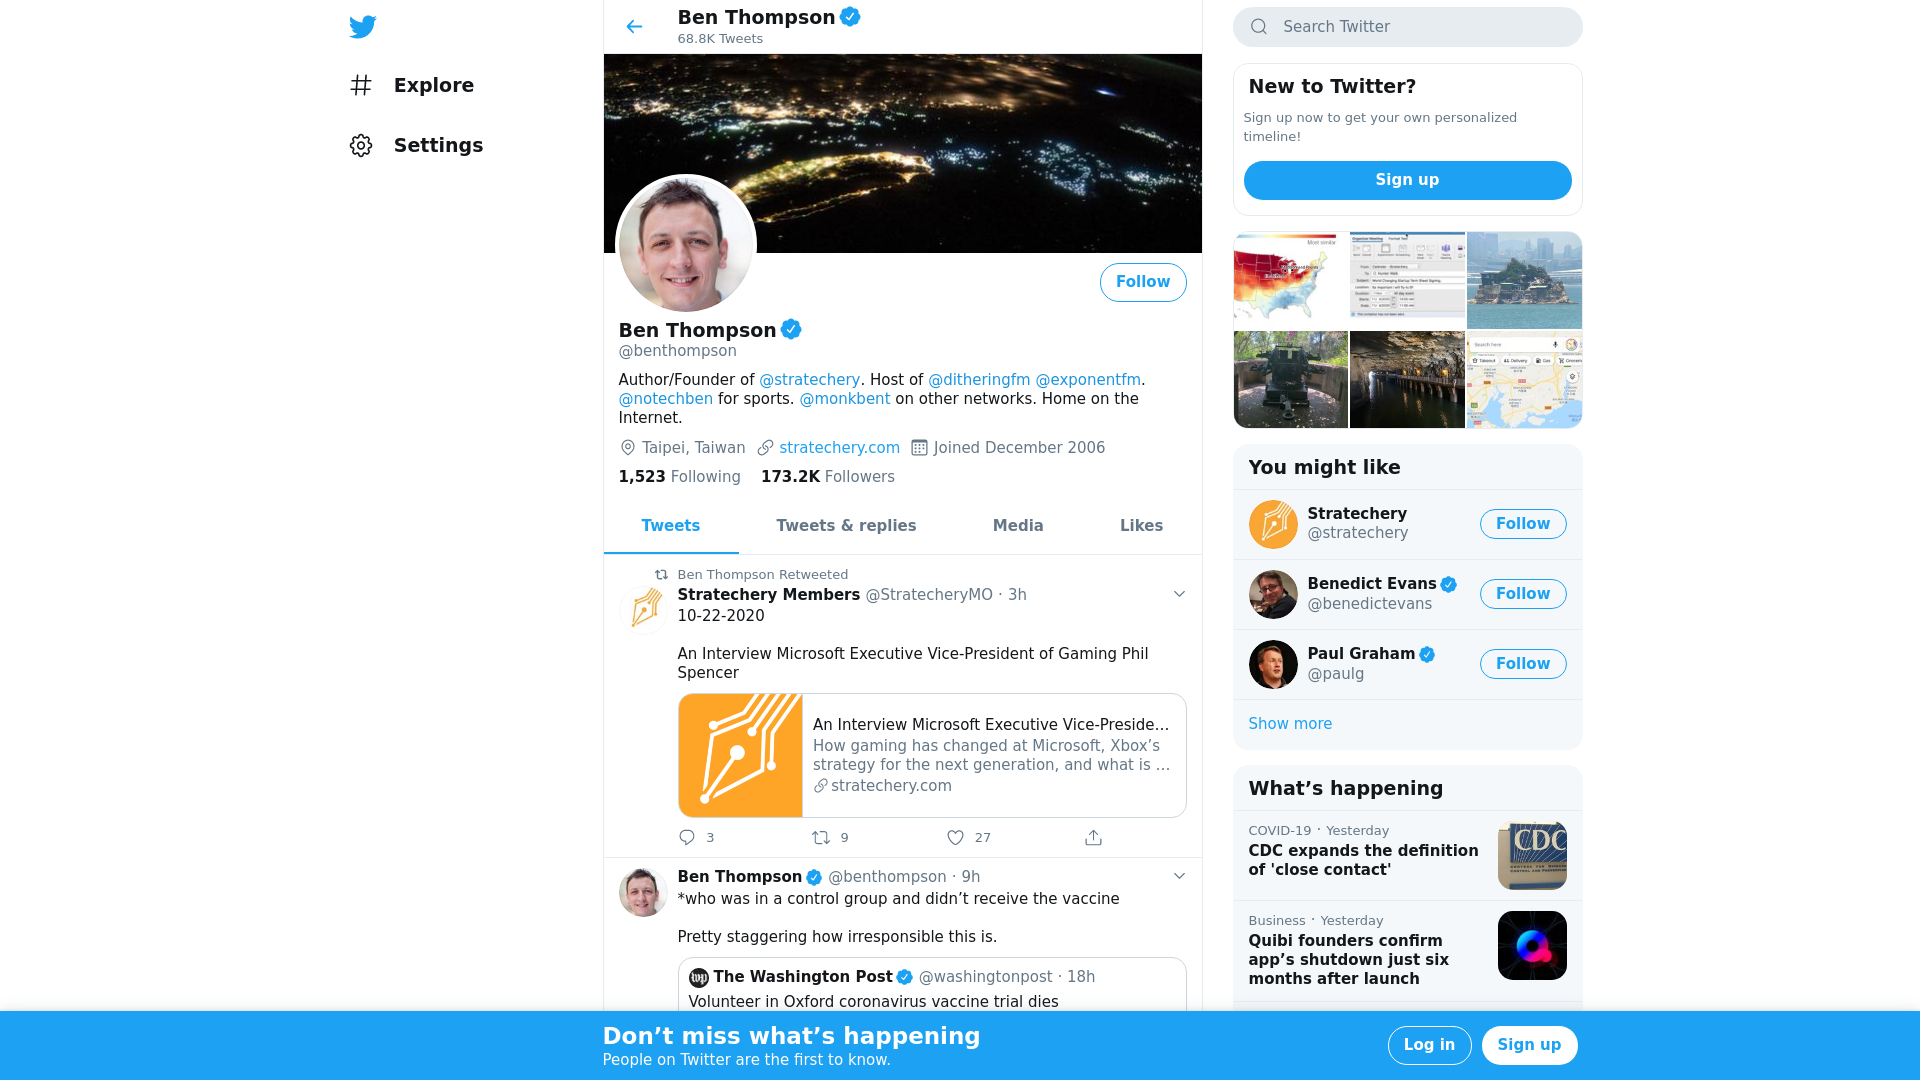 Explore
Settings
Ben Thompson
68.8K Tweets
Follow
Ben Thompson
@benthompson
Author/Founder of @stratechery. Host of @ditheringfm @exponentfm.
@notechben for sports. @monkbent on other networks. Home on the
Internet.
Taipei, Taiwan stratechery.com Joined December 2006
1,523 Following 173.2K Followers
Tweets Tweets & replies Media Likes
Ben Thompson Retweeted
Stratechery Members @StratecheryMO · 3h
10-22-2020
An Interview Microsoft Executive Vice-President of Gaming Phil
Spencer
An Interview Microsoft Executive Vice-Preside…
How gaming has changed at Microsoft, Xbox’s
strategy for the next generation, and what is …
stratechery.com
3 9 27
Ben Thompson @benthompson · 9h
*who was in a control group and didn’t receive the vaccine
Pretty staggering how irresponsible this is.
The Washington Post @washingtonpost · 18h
Volunteer in Oxford coronavirus vaccine trial dies
Search Twitter
New to Twitter?
Sign up now to get your own personalized
timeline!
Sign up
Most similar
Search here
You might like
Stratechery
@stratechery
Follow
Benedict Evans
@benedictevans
Follow
Paul Graham
@paulg
Follow
Show more
What’s happening
COVID-19 · Yesterday
CDC expands the definition
of 'close contact'
CDC
Business · Yesterday
Quibi founders confirm
app’s shutdown just six
months after launch
Don’t miss what’s happening
People on Twitter are the first to know.
Log in
Sign up